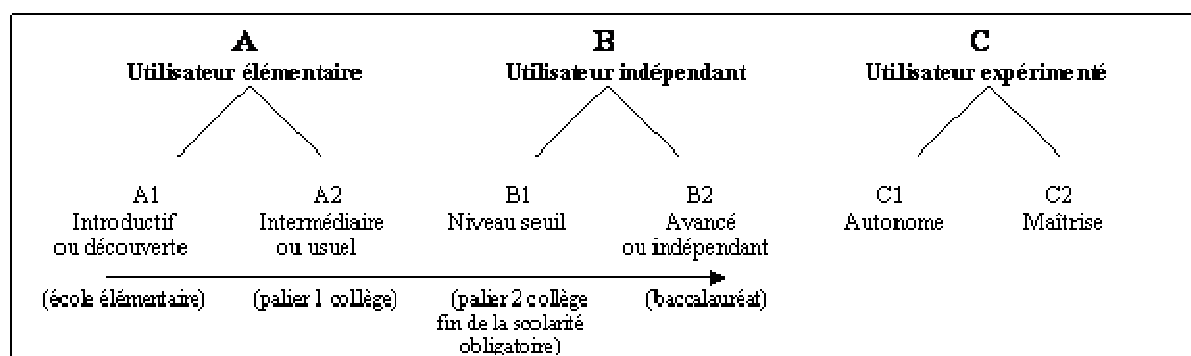 A B C
Utilisateur élémentaire Utilisateur indépendant Utilisateur expérimenté
A1 A2 B1 B2 C1 C2
Introductif Intermédiaire Niveau seuil Avancé Autonome Maîtrise
ou découverte ou usuel ou indépendant
(école élémentaire) (palier 1 collège) (palier 2 collège (baccalauréat)
fin de la scolarité
obligatoire)